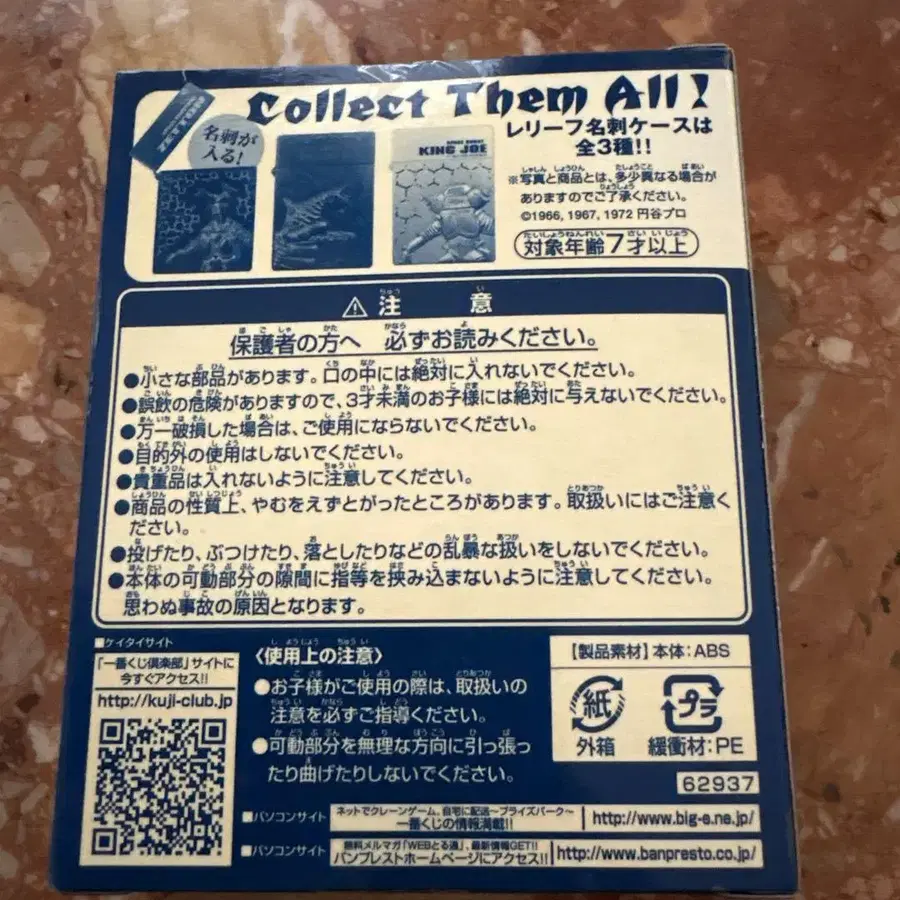 Collect Them All!
名刺が
入る!
SPACE ROBOT
KING JOE
レリーフ名刺ケースは
全3種!!
※写真と商品とは、多少異なる場合が
ありますのでご了承ください。
©1966, 1967, 1972 円谷プロ
対象年齢7才以上
⚠注 意
保護者の方へ 必ずお読みください。
●小さな部品があります。口の中には絶対に入れないでください。
●誤飲の危険がありますので、3才未満のお子様には絶対に与えないでください。
●万一破損した場合は、ご使用にならないでください。
●目的外の使用はしないでください。
●貴重品は入れないように注意してください。
●商品の性質上、やむをえずとがったところがあります。取扱いにはご注意く
ださい。
●投げたり、ぶつけたり、落としたりなどの乱暴な扱いをしないでください。
●本体の可動部分の隙間に指等を挟み込まないように注意してください。
思わぬ事故の原因となります。
■ケイタイサイト
「一番くじ倶楽部」サイトに
今すぐアクセス!!
http://kuji-club.jp
〈使用上の注意〉
●お子様がご使用の際は、取扱いの
注意を必ずご指導ください。
●可動部分を無理な方向に引っ張っ
たり曲げたりしないでください。
【製品素材】本体:ABS
紙
外箱
プラ
緩衝材:PE
62937
■パソコンサイト
ネットでクレーンゲーム、自宅に配送〜プライズパーク〜
一番くじの情報満載!!
http://www.big-e.ne.jp/
■パソコンサイト
無料メルマガ「WEBとる通」、最新情報GET!!
バンプレストホームページにアクセス!!
http://www.banpresto.co.jp/